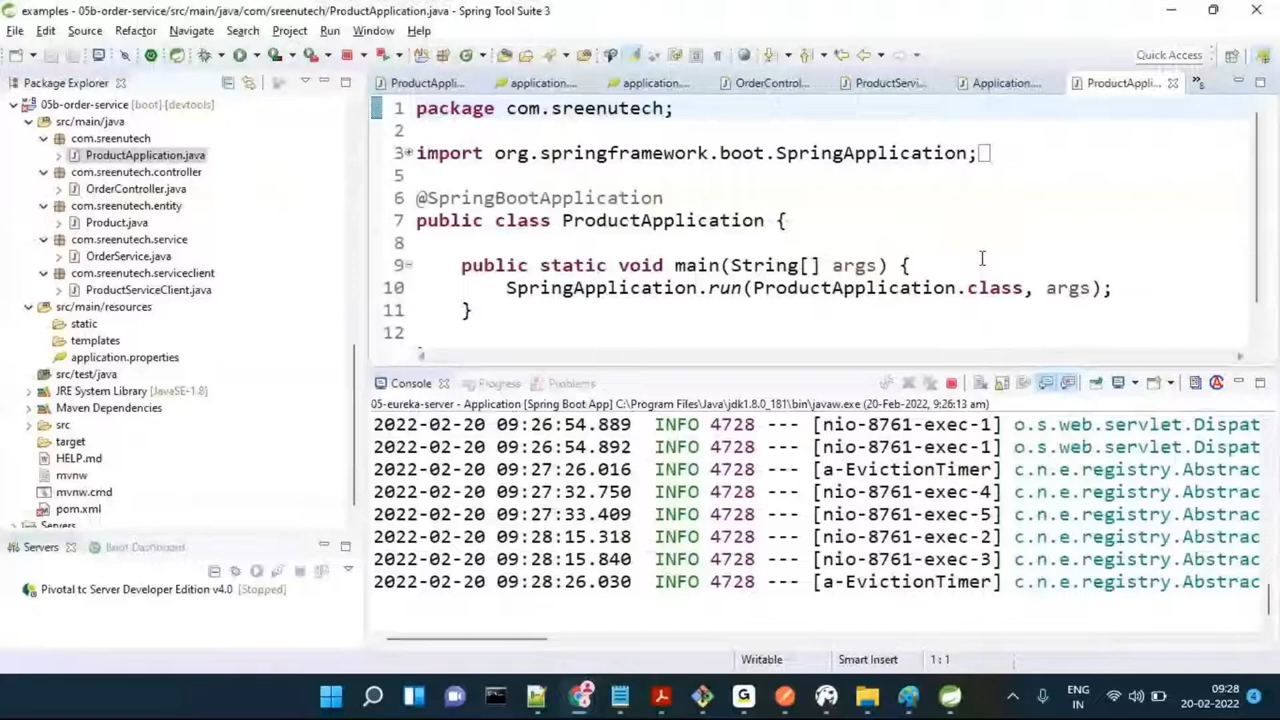 examples - 05b-order-service/src/main/java/com/sreenutech/ProductApplication.java - Spring Tool Suite 3
File Edit Source Refactor Navigate Search Project Run Window Help
Quick Access
Package Explorer
ProductAppli... application.... application.... OrderControl... ProductServi... Application.... ProductAppli...
05b-order-service [boot] [devtools]
src/main/java
com.sreenutech
ProductApplication.java
com.sreenutech.controller
OrderController.java
com.sreenutech.entity
Product.java
com.sreenutech.service
OrderService.java
com.sreenutech.serviceclient
ProductServiceClient.java
src/main/resources
static
templates
application.properties
src/test/java
JRE System Library [JavaSE-1.8]
Maven Dependencies
src
target
HELP.md
mvnw
mvnw.cmd
pom.xml
Servers
1 package com.sreenutech;
2
3 import org.springframework.boot.SpringApplication;
5
6 @SpringBootApplication
7 public class ProductApplication {
8
9 public static void main(String[] args) {
10 SpringApplication.run(ProductApplication.class, args);
11 }
12
Console Progress Problems
05-eureka-server - Application [Spring Boot App] C:\Program Files\Java\jdk1.8.0_181\bin\javaw.exe (20-Feb-2022, 9:26:13 am)
2022-02-20 09:26:54.889 INFO 4728 --- [nio-8761-exec-1] o.s.web.servlet.Dispat
2022-02-20 09:26:54.892 INFO 4728 --- [nio-8761-exec-1] o.s.web.servlet.Dispat
2022-02-20 09:27:26.016 INFO 4728 --- [a-EvictionTimer] c.n.e.registry.Abstrac
2022-02-20 09:27:32.750 INFO 4728 --- [nio-8761-exec-4] c.n.e.registry.Abstrac
2022-02-20 09:27:33.409 INFO 4728 --- [nio-8761-exec-5] c.n.e.registry.Abstrac
2022-02-20 09:28:15.318 INFO 4728 --- [nio-8761-exec-2] c.n.e.registry.Abstrac
2022-02-20 09:28:15.840 INFO 4728 --- [nio-8761-exec-3] c.n.e.registry.Abstrac
2022-02-20 09:28:26.030 INFO 4728 --- [a-EvictionTimer] c.n.e.registry.Abstrac
Servers Boot Dashboard
Pivotal tc Server Developer Edition v4.0 [Stopped]
Writable Smart Insert 1 : 1
ENG
IN
09:28
20-02-2022